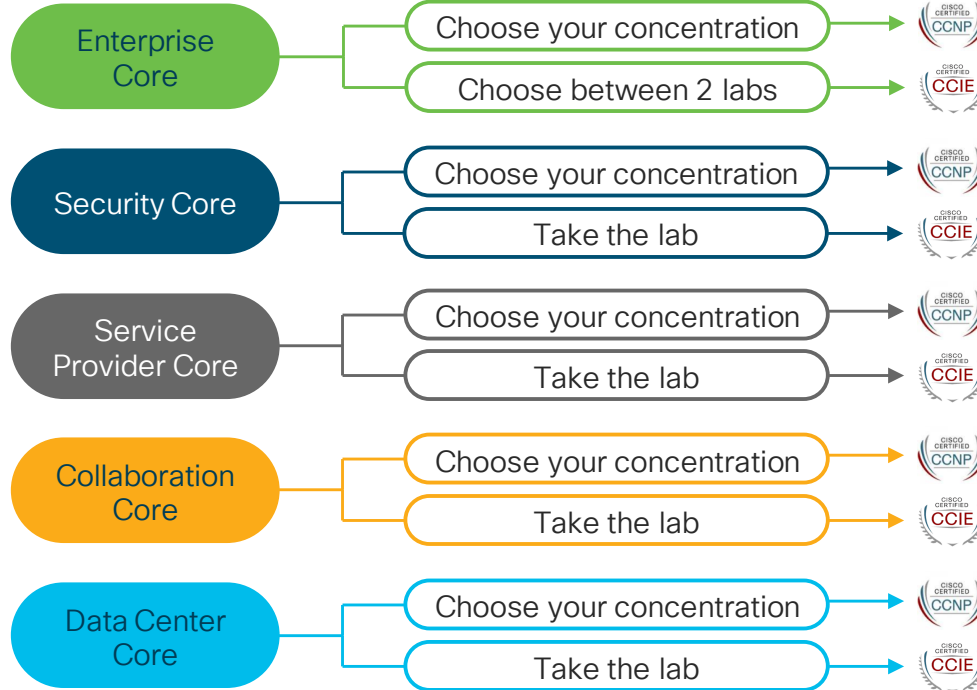 Enterprise
Core
Choose your concentration
CISCO
CERTIFIED
CCNP
Choose between 2 labs
CISCO
CERTIFIED
CCIE
Security Core
Choose your concentration
CISCO
CERTIFIED
CCNP
Take the lab
CISCO
CERTIFIED
CCIE
Service
Provider Core
Choose your concentration
CISCO
CERTIFIED
CCNP
Take the lab
CISCO
CERTIFIED
CCIE
Collaboration
Core
Choose your concentration
CISCO
CERTIFIED
CCNP
Take the lab
CISCO
CERTIFIED
CCIE
Data Center
Core
Choose your concentration
CISCO
CERTIFIED
CCNP
Take the lab
CISCO
CERTIFIED
CCIE